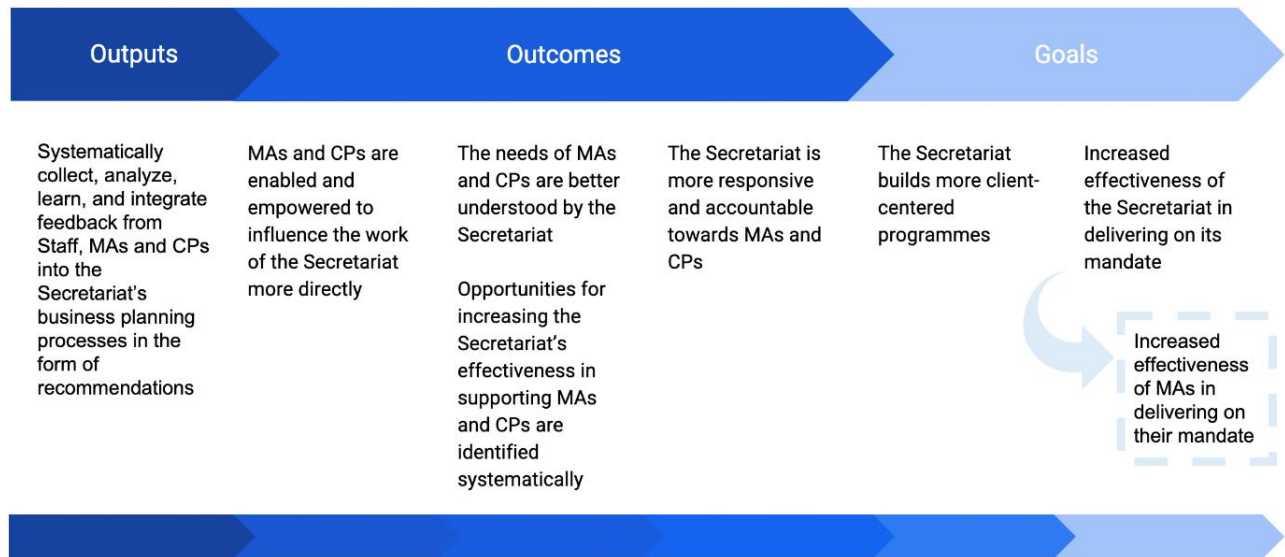 Outputs
Outcomes
Goals
Systematically
collect, analyze,
learn, and integrate
feedback from
Staff, MAs and CPs
into the
Secretariat's
business planning
processes in the
form of
recommendations
MAs and CPs are
enabled and
empowered to
influence the work
of the Secretariat
more directly
The needs of MAs
and CPs are better
understood by the
Secretariat
Opportunities for
increasing the
Secretariat's
effectiveness in
supporting MAs
and CPs are
identified
systematically
The Secretariat is
more responsive
and accountable
towards MAs and
CPs
The Secretariat
builds more client-
centered
programmes
Increased
effectiveness of
the Secretariat in
delivering on its
mandate
Increased
effectiveness
of MAs in
delivering on
their mandate